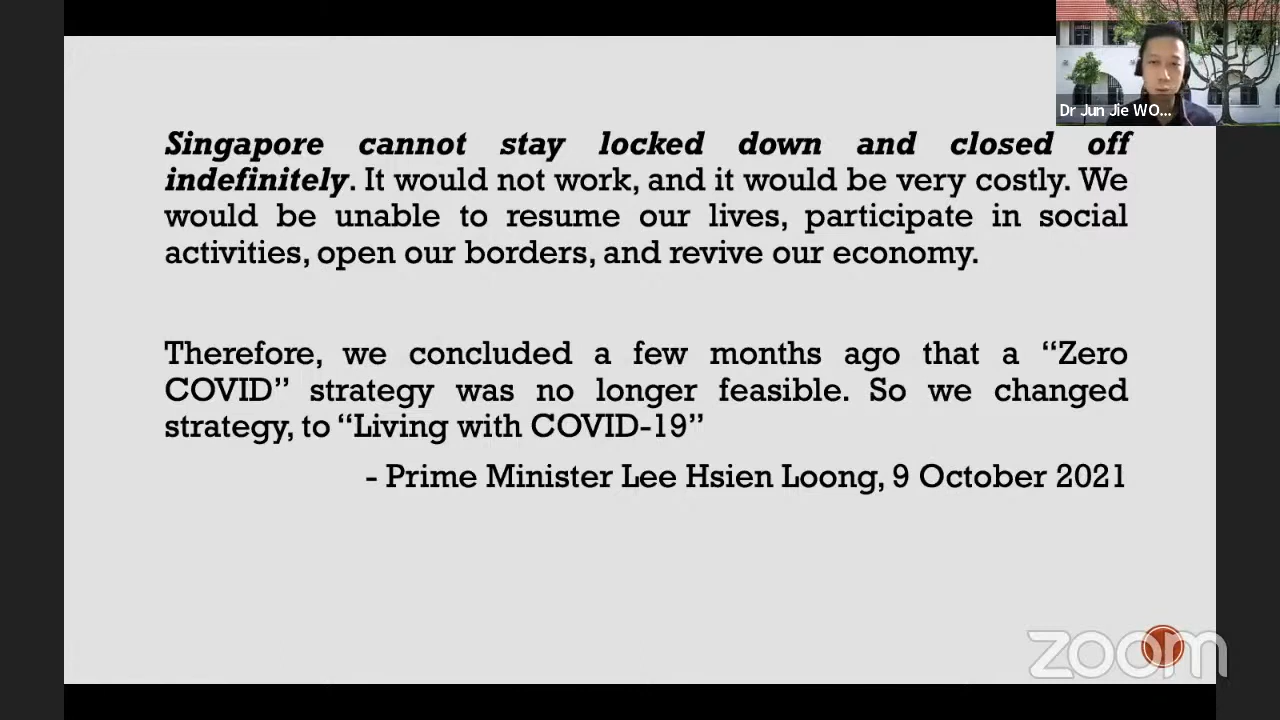 Dr Jun Jie WO...
Singapore cannot stay locked down and closed off
indefinitely. It would not work, and it would be very costly. We
would be unable to resume our lives, participate in social
activities, open our borders, and revive our economy.
Therefore, we concluded a few months ago that a “Zero
COVID” strategy was no longer feasible. So we changed
strategy, to “Living with COVID-19”
- Prime Minister Lee Hsien Loong, 9 October 2021
zoom